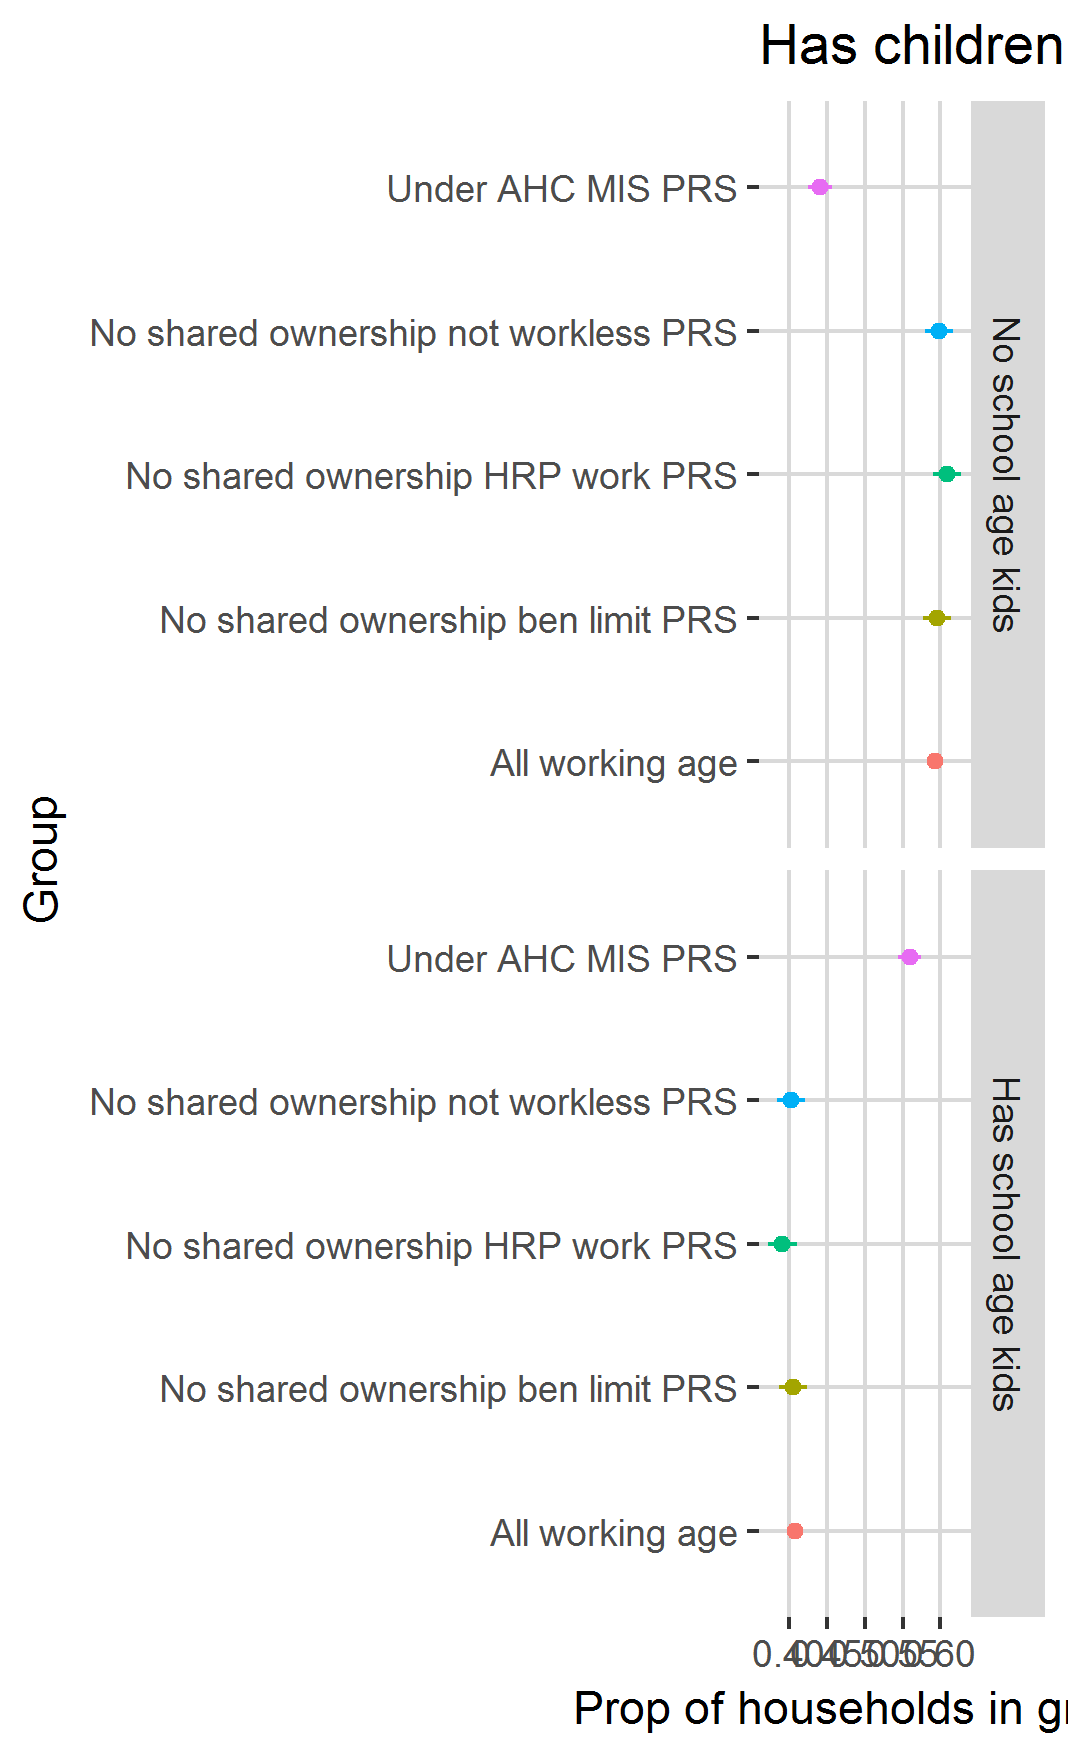 Has children
Under AHC MIS PRS
No shared ownership not workless PRS
No shared ownership HRP work PRS
No shared ownership ben limit PRS
All working age
No school age kids
Group
Under AHC MIS PRS
No shared ownership not workless PRS
No shared ownership HRP work PRS
No shared ownership ben limit PRS
All working age
Has school age kids
0.40 0.45 0.50 0.55 0.60
Prop of households in gr